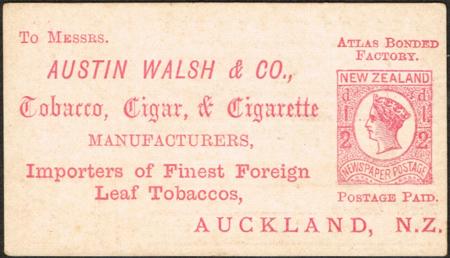 To Messrs.
AUSTIN WALSH & CO.,
Tobacco, Cigar, & Cigarette
MANUFACTURERS,
Importers of Finest Foreign
Leaf Tobaccos,
AUCKLAND, N.Z.
Atlas Bonded
Factory.
NEW ZEALAND
d d
1 1
2 2
NEWSPAPER POSTAGE
Postage Paid.